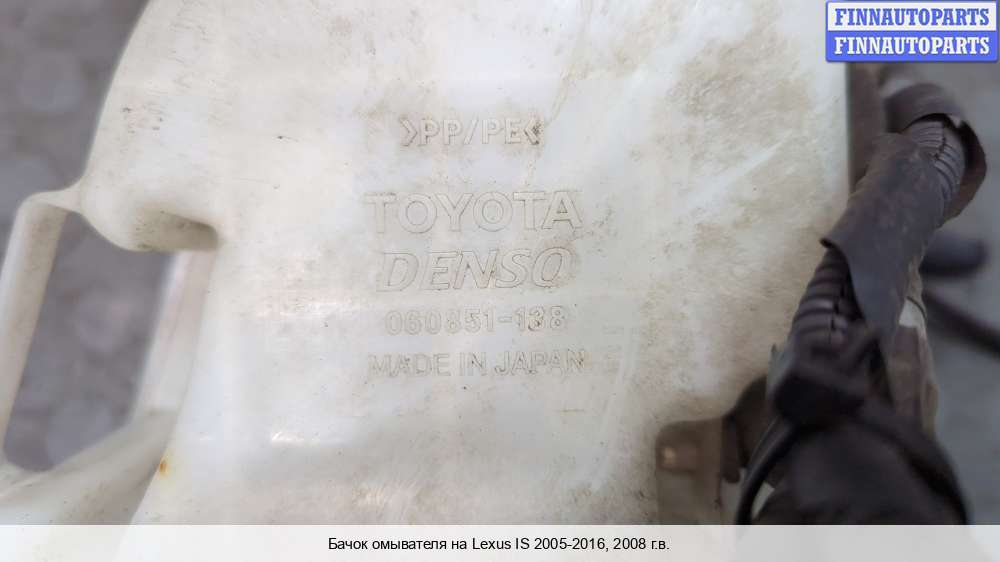 FINNAUTOPARTS
FINNAUTOPARTS
>PP/PE<
TOYOTA
DENSO
060851-138
MADE IN JAPAN
Бачок омывателя на Lexus IS 2005-2016, 2008 г.в.